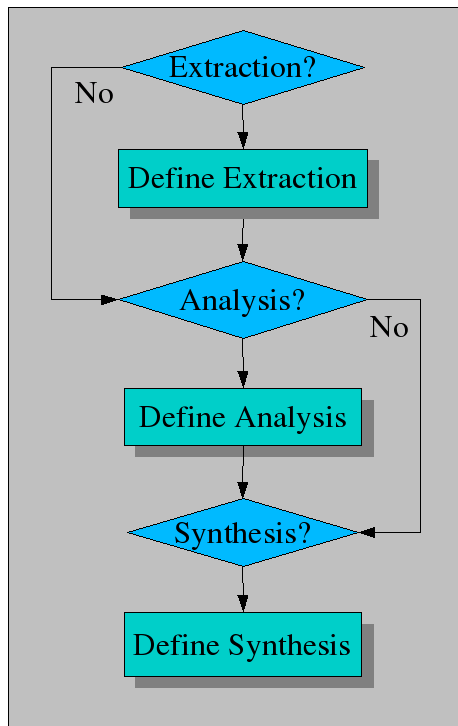 Extraction?
No
Define Extraction
Analysis?
No
Define Analysis
Synthesis?
Define Synthesis